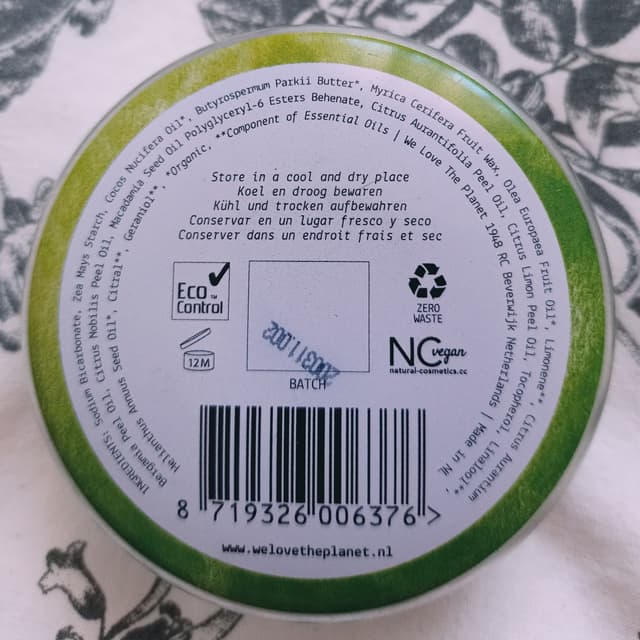 INGREDIENTS: Sodium Bicarbonate, Zea Mays Starch, Cocos Nucifera Oil*, Butyrospermum Parkii Butter*, Myrica Cerifera Fruit Wax, Olea Europaea Fruit Oil*, Limonene**, Citrus Aurantium
Bergamia Peel Oil, Citrus Nobilis Peel Oil, Macadamia Seed Oil Polyglyceryl-6 Esters Behenate, Citrus Aurantifolia Peel Oil, Citrus Limon Peel Oil, Tocopherol, Linalool**,
Helianthus Annuus Seed Oil*, Citral**, Geraniol**, *Organic, **Component of Essential Oils | We Love The Planet 1948 RC Beverwijk Netherlands | Made in NL
Store in a cool and dry place
Koel en droog bewaren
Kühl und trocken aufbewahren
Conservar en un lugar fresco y seco
Conserver dans un endroit frais et sec
Eco
Control
TM
ZERO
WASTE
12M
NCvegan
natural-cosmetics.cc
BATCH
8 719326 006376 >
www.welovetheplanet.nl